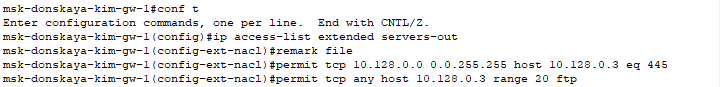 msk-donskaya-kim-gw-1#conf t
Enter configuration commands, one per line.  End with CNTL/Z.
msk-donskaya-kim-gw-1(config)#ip access-list extended servers-out
msk-donskaya-kim-gw-1(config-ext-nacl)#remark file
msk-donskaya-kim-gw-1(config-ext-nacl)#permit tcp 10.128.0.0 0.0.255.255 host 10.128.0.3 eq 445
msk-donskaya-kim-gw-1(config-ext-nacl)#permit tcp any host 10.128.0.3 range 20 ftp